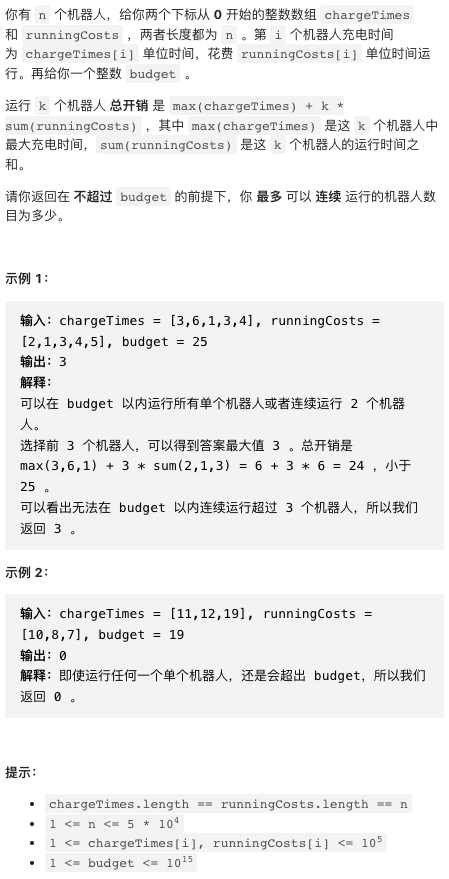 你有 n 个机器人，给你两个下标从 0 开始的整数数组 chargeTimes
和 runningCosts ，两者长度都为 n 。第 i 个机器人充电时间
为 chargeTimes[i] 单位时间，花费 runningCosts[i] 单位时间运
行。再给你一个整数 budget 。
运行 k 个机器人 总开销 是 max(chargeTimes) + k *
sum(runningCosts) ，其中 max(chargeTimes) 是这 k 个机器人中
最大充电时间，sum(runningCosts) 是这 k 个机器人的运行时间之
和。
请你返回在 不超过 budget 的前提下，你 最多 可以 连续 运行的机器人数
目为多少。
示例 1：
输入：chargeTimes = [3,6,1,3,4], runningCosts =
[2,1,3,4,5], budget = 25
输出：3
解释：
可以在 budget 以内运行所有单个机器人或者连续运行 2 个机器
人。
选择前 3 个机器人，可以得到答案最大值 3 。总开销是
max(3,6,1) + 3 * sum(2,1,3) = 6 + 3 * 6 = 24 ，小于
25 。
可以看出无法在 budget 以内连续运行超过 3 个机器人，所以我们
返回 3 。
示例 2：
输入：chargeTimes = [11,12,19], runningCosts =
[10,8,7], budget = 19
输出：0
解释：即使运行任何一个单个机器人，还是会超出 budget，所以我们
返回 0 。
提示：
• chargeTimes.length == runningCosts.length == n
• 1 <= n <= 5 * 10⁴
• 1 <= chargeTimes[i], runningCosts[i] <= 10⁵
• 1 <= budget <= 10¹⁵